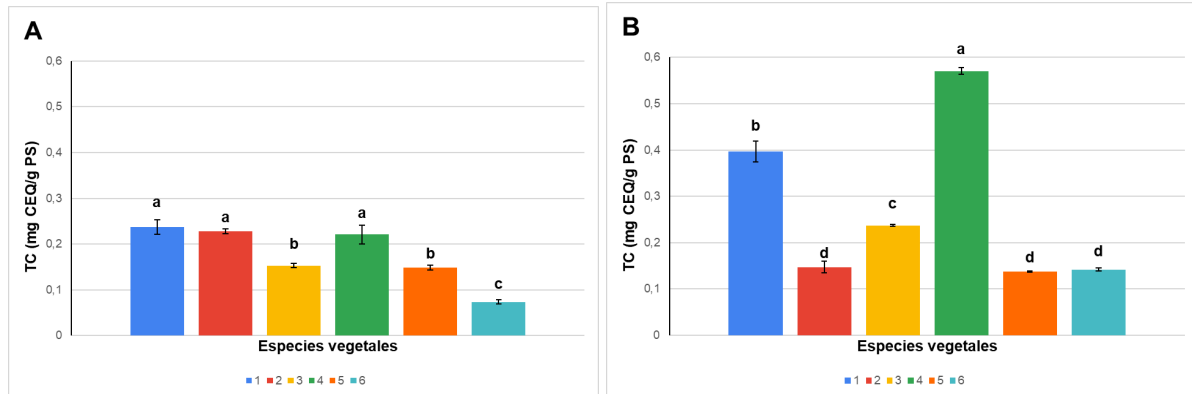 A
0,6
0,5
0,4
0,3
0,2
0,1
0
TC (mg CEQ/g PS)
a
a
b
a
b
c
Especies vegetales
1 2 3 4 5 6
B
0,6
0,5
0,4
0,3
0,2
0,1
0
TC (mg CEQ/g PS)
b
d
c
a
d
d
Especies vegetales
1 2 3 4 5 6